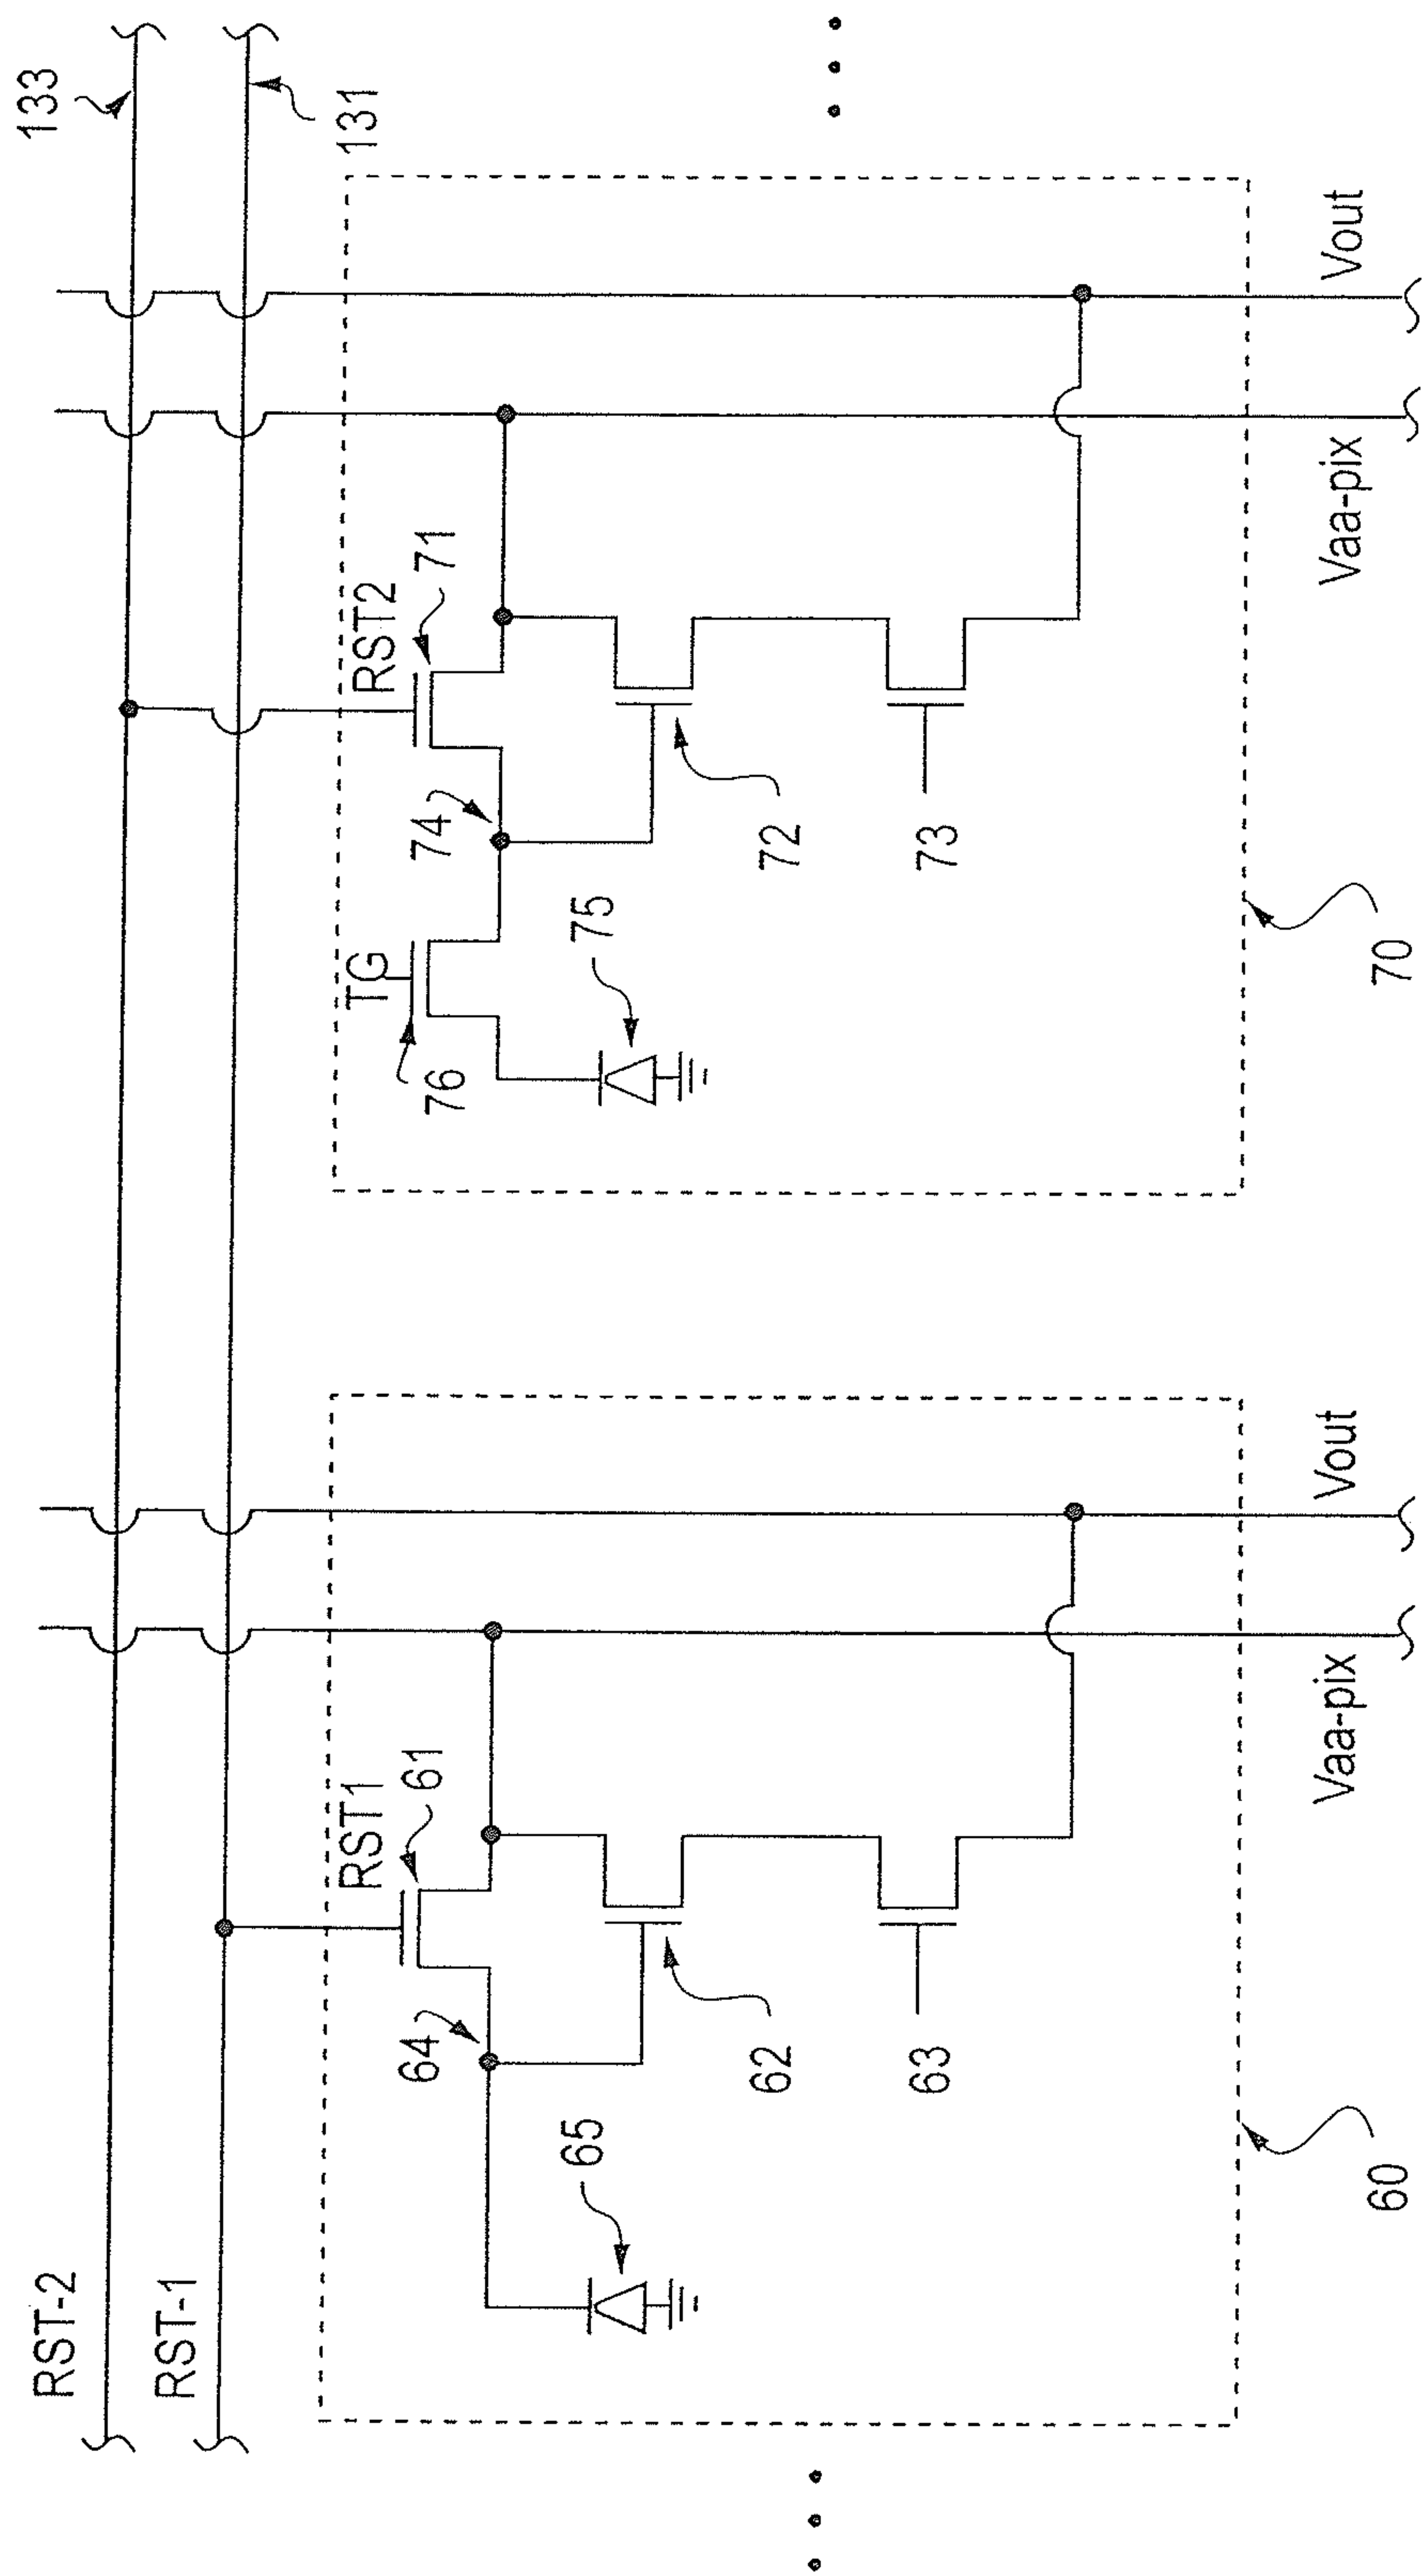 133
131
RST-2
RST-1
RST1
61
64
62
65
63
60
Vaa-pix
Vout
RST2
71
74
TG
76
75
72
73
70
Vaa-pix
Vout